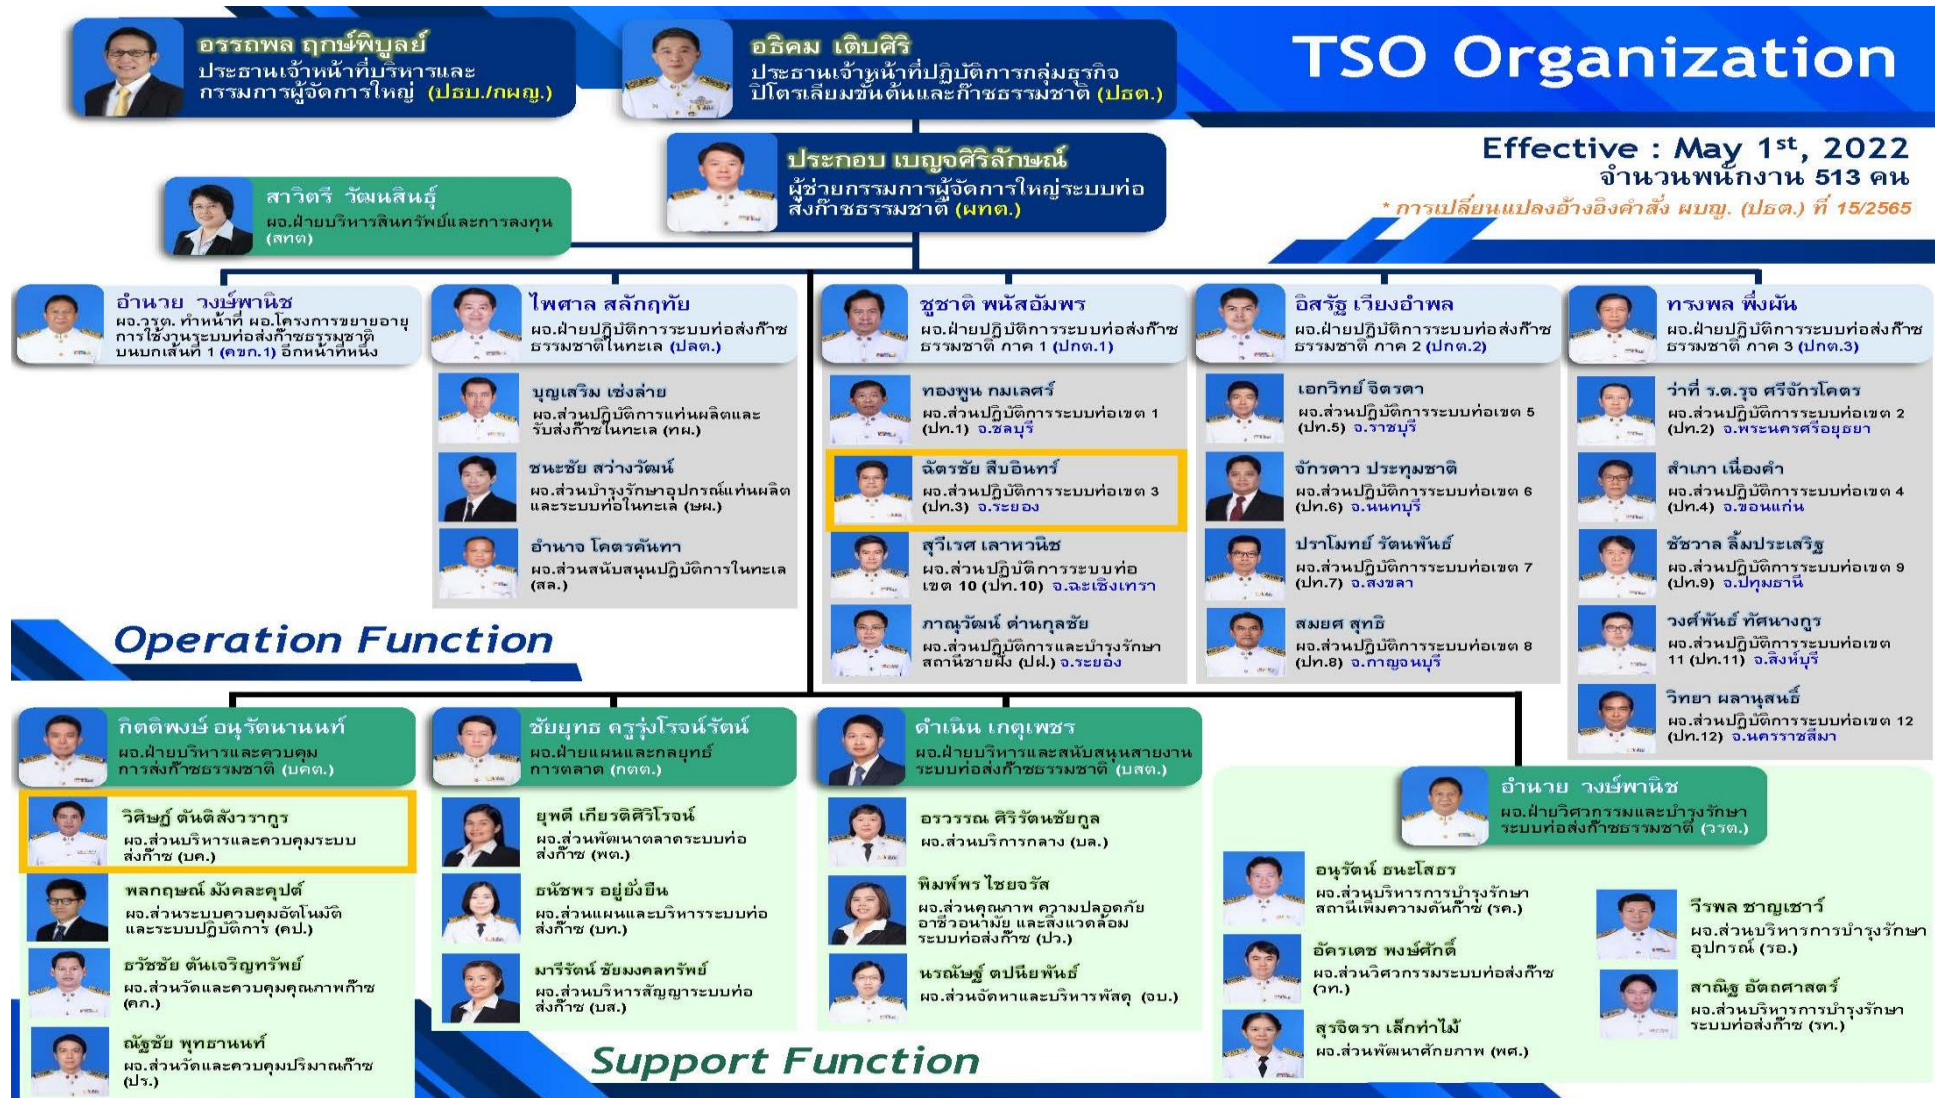 อรรถพล ฤกษ์พิบูลย์
ประธานเจ้าหน้าที่บริหารและ
กรรมการผู้จัดการใหญ่ (ปธบ./กผญ.)
อธิคม เติบศิริ
ประธานเจ้าหน้าที่ปฏิบัติการกลุ่มธุรกิจ
ปิโตรเลียมขั้นต้นและก๊าซธรรมชาติ (ปธต.)
TSO Organization
ประกอบ เบญจศิริลักษณ์
ผู้ช่วยกรรมการผู้จัดการใหญ่ระบบท่อ
ส่งก๊าซธรรมชาติ (ผทต.)
Effective : May 1st, 2022
จำนวนพนักงาน 513 คน
* การเปลี่ยนแปลงอ้างอิงคำสั่ง ผบญ. (ปธต.) ที่ 15/2565
สาวิตรี วัฒนสินธุ์
ผจ.ฝ่ายบริหารสินทรัพย์และการลงทุน
(สทต)
อำนวย วงษ์พานิช
ผจ.วรต. ทำหน้าที่ ผอ.โครงการขยายอายุ
การใช้งานระบบท่อส่งก๊าซธรรมชาติ
บนบกเส้นที่ 1 (คขก.1) อีกหน้าที่หนึ่ง
ไพศาล สลักฤทัย
ผจ.ฝ่ายปฏิบัติการระบบท่อส่งก๊าซ
ธรรมชาติในทะเล (ปลต.)
บุญเสริม เซ่งล่าย
ผจ.ส่วนปฏิบัติการแท่นผลิตและ
รับส่งก๊าซในทะเล (ทผ.)
ชนะชัย สว่างวัฒน์
ผจ.ส่วนบำรุงรักษาอุปกรณ์แท่นผลิต
และระบบท่อในทะเล (ษผ.)
อำนาจ โคตรคันทา
ผจ.ส่วนสนับสนุนปฏิบัติการในทะเล
(สล.)
ชูชาติ พนัสอัมพร
ผจ.ฝ่ายปฏิบัติการระบบท่อส่งก๊าซ
ธรรมชาติ ภาค 1 (ปกต.1)
ทองพูน กมเลศร์
ผจ.ส่วนปฏิบัติการระบบท่อเขต 1
(ปท.1) จ.ชลบุรี
ฉัตรชัย สืบอินทร์
ผจ.ส่วนปฏิบัติการระบบท่อเขต 3
(ปท.3) จ.ระยอง
สุวีเรศ เลาหวนิช
ผจ.ส่วนปฏิบัติการระบบท่อ
เขต 10 (ปท.10) จ.ฉะเชิงเทรา
ภาณุวัฒน์ ด่านกุลชัย
ผจ.ส่วนปฏิบัติการและบำรุงรักษา
สถานีชายฝั่ง (ปฝ.) จ.ระยอง
อิสรัฐ เวียงอำพล
ผจ.ฝ่ายปฏิบัติการระบบท่อส่งก๊าซ
ธรรมชาติ ภาค 2 (ปกต.2)
เอกวิทย์ จิตรดา
ผจ.ส่วนปฏิบัติการระบบท่อเขต 5
(ปท.5) จ.ราชบุรี
จักรดาว ประทุมชาติ
ผจ.ส่วนปฏิบัติการระบบท่อเขต 6
(ปท.6) จ.นนทบุรี
ปราโมทย์ รัตนพันธ์
ผจ.ส่วนปฏิบัติการระบบท่อเขต 7
(ปท.7) จ.สงขลา
สมยศ สุทธิ
ผจ.ส่วนปฏิบัติการระบบท่อเขต 8
(ปท.8) จ.กาญจนบุรี
ทรงพล พึ่งผัน
ผจ.ฝ่ายปฏิบัติการระบบท่อส่งก๊าซ
ธรรมชาติ ภาค 3 (ปกต.3)
ว่าที่ ร.ต.รุจ ศรีจักรโคตร
ผจ.ส่วนปฏิบัติการระบบท่อเขต 2
(ปท.2) จ.พระนครศรีอยุธยา
สำเภา เนื่องคำ
ผจ.ส่วนปฏิบัติการระบบท่อเขต 4
(ปท.4) จ.ขอนแก่น
ชัชวาล ลิ้มประเสริฐ
ผจ.ส่วนปฏิบัติการระบบท่อเขต 9
(ปท.9) จ.ปทุมธานี
วงศ์พันธ์ ทัศนางกูร
ผจ.ส่วนปฏิบัติการระบบท่อเขต
11 (ปท.11) จ.สิงห์บุรี
วิทยา ผลานุสนธิ์
ผจ.ส่วนปฏิบัติการระบบท่อเขต 12
(ปท.12) จ.นครราชสีมา
Operation Function
กิตติพงษ์ อนุรัตนานนท์
ผจ.ฝ่ายบริหารและควบคุม
การส่งก๊าซธรรมชาติ (บคต.)
วิศิษฎ์ ตันติสังวรากูร
ผจ.ส่วนบริหารและควบคุมระบบ
ส่งก๊าซ (บค.)
พลกฤษณ์ มังคละคุปต์
ผจ.ส่วนระบบควบคุมอัตโนมัติ
และระบบปฏิบัติการ (คป.)
ธวัชชัย ตันเจริญทรัพย์
ผจ.ส่วนวัดและควบคุมคุณภาพก๊าซ
(คก.)
ณัฐชัย พุทธานนท์
ผจ.ส่วนวัดและควบคุมปริมาณก๊าซ
(ปร.)
ชัยยุทธ ครูรุ่งโรจน์รัตน์
ผจ.ฝ่ายแผนและกลยุทธ์
การตลาด (กตต.)
ยุพดี เกียรติศิริโรจน์
ผจ.ส่วนพัฒนาตลาดระบบท่อ
ส่งก๊าซ (พต.)
ธนัชพร อยู่ยั่งยืน
ผจ.ส่วนแผนและบริหารระบบท่อ
ส่งก๊าซ (บท.)
มารีรัตน์ ชัยมงคลทรัพย์
ผจ.ส่วนบริหารสัญญาระบบท่อ
ส่งก๊าซ (บส.)
ดำเนิน เกตุเพชร
ผจ.ฝ่ายบริหารและสนับสนุนสายงาน
ระบบท่อส่งก๊าซธรรมชาติ (บสต.)
อรวรรณ ศิริรัตนชัยกูล
ผจ.ส่วนบริการกลาง (บล.)
พิมพ์พร ไชยจรัส
ผจ.ส่วนคุณภาพ ความปลอดภัย
อาชีวอนามัย และสิ่งแวดล้อม
ระบบท่อส่งก๊าซ (ปว.)
นรณัษฐ์ ตปนียพันธ์
ผจ.ส่วนจัดหาและบริหารพัสดุ (จบ.)
อำนวย วงษ์พานิช
ผจ.ฝ่ายวิศวกรรมและบำรุงรักษา
ระบบท่อส่งก๊าซธรรมชาติ (วรต.)
อนุรัตน์ ธนะโสธร
ผจ.ส่วนบริหารการบำรุงรักษา
สถานีเพิ่มความดันก๊าซ (รค.)
อัครเดช พงษ์ศักดิ์
ผจ.ส่วนวิศวกรรมระบบท่อส่งก๊าซ
(วท.)
สุรจิตรา เล็กท่าไม้
ผจ.ส่วนพัฒนาศักยภาพ (พศ.)
วีรพล ชาญเชาว์
ผจ.ส่วนบริหารการบำรุงรักษา
อุปกรณ์ (รอ.)
สาณิฐ อัตถศาสตร์
ผจ.ส่วนบริหารการบำรุงรักษา
ระบบท่อส่งก๊าซ (รท.)
Support Function